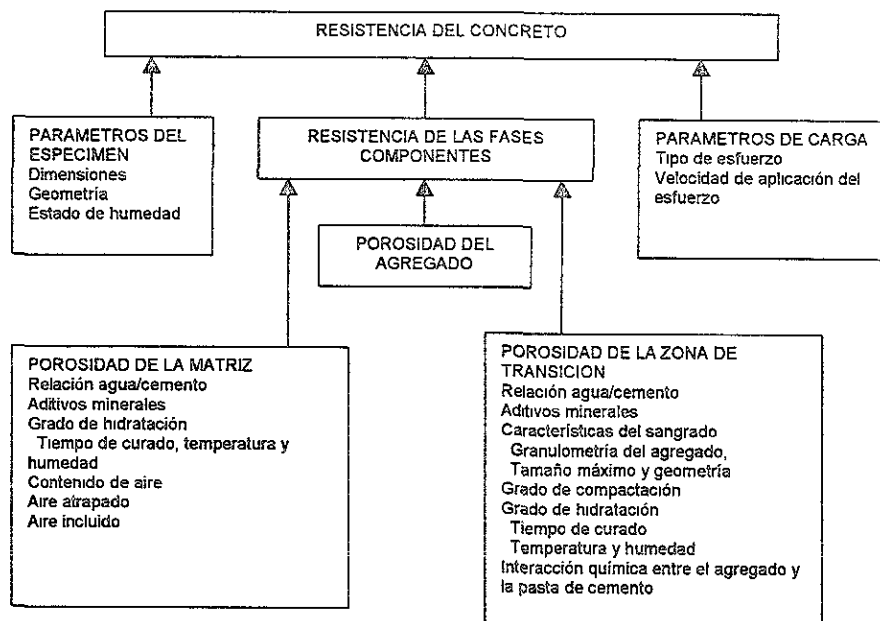 RESISTENCIA DEL CONCRETO
PARAMETROS DEL
ESPECIMEN
Dimensiones
Geometría
Estado de humedad
RESISTENCIA DE LAS FASES
COMPONENTES
PARAMETROS DE CARGA
Tipo de esfuerzo
Velocidad de aplicación del
esfuerzo
POROSIDAD DEL
AGREGADO
POROSIDAD DE LA MATRIZ
Relación agua/cemento
Aditivos minerales
Grado de hidratación
Tiempo de curado, temperatura y
humedad
Contenido de aire
Aire atrapado
Aire incluido
POROSIDAD DE LA ZONA DE
TRANSICION
Relación agua/cemento
Aditivos minerales
Características del sangrado
Granulometría del agregado,
Tamaño máximo y geometría
Grado de compactación
Grado de hidratación
Tiempo de curado
Temperatura y humedad
Interacción química entre el agregado y
la pasta de cemento